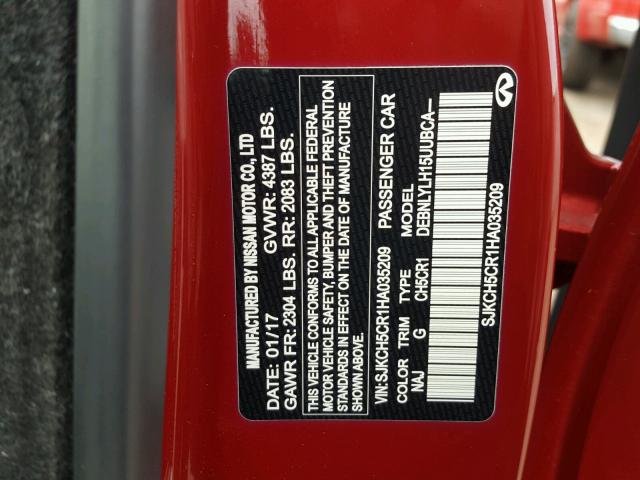 MANUFACTURED BY NISSAN MOTOR CO., LTD
DATE: 01/17 GVWR: 4387 LBS.
GAWR FR: 2304 LBS. RR: 2083 LBS.
THIS VEHICLE CONFORMS TO ALL APPLICABLE FEDERAL
MOTOR VEHICLE SAFETY, BUMPER AND THEFT PREVENTION
STANDARDS IN EFFECT ON THE DATE OF MANUFACTURE
SHOWN ABOVE.
VIN:SJKCH5CR1HA035209 PASSENGER CAR
COLOR TRIM TYPE MODEL
NAJ G CH5CR1 DEBNLYLH15UUBCA—
SJKCH5CR1HA035209